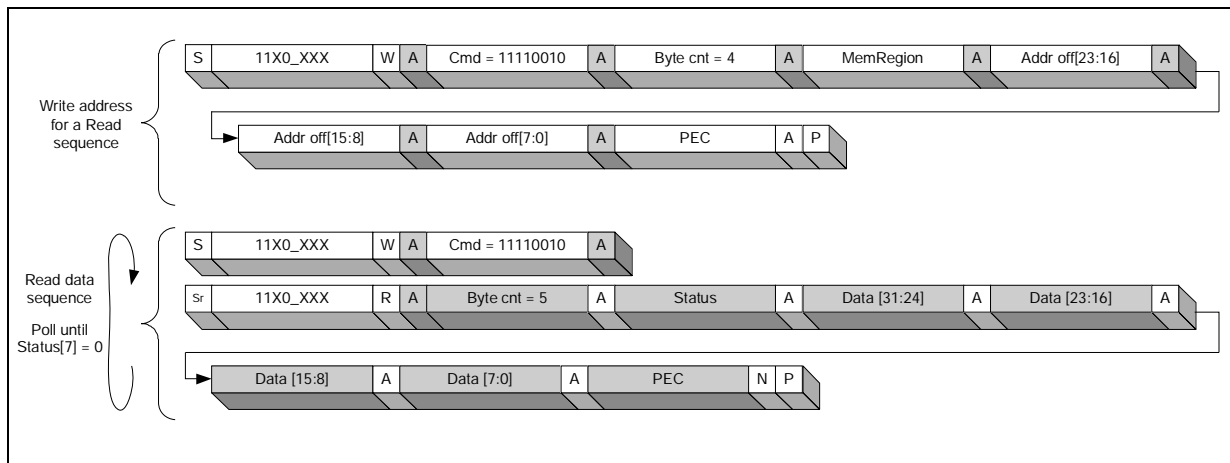 S 11X0_XXX W A Cmd = 11110010 A Byte cnt = 4 A MemRegion A Addr off[23:16] A
Write address
for a Read
sequence
Addr off[15:8] A Addr off[7:0] A PEC A P
S 11X0_XXX W A Cmd = 11110010 A
Read data
sequence
Poll until
Status[7] = 0
Sr 11X0_XXX R A Byte cnt = 5 A Status A Data [31:24] A Data [23:16] A
Data [15:8] A Data [7:0] A PEC N P